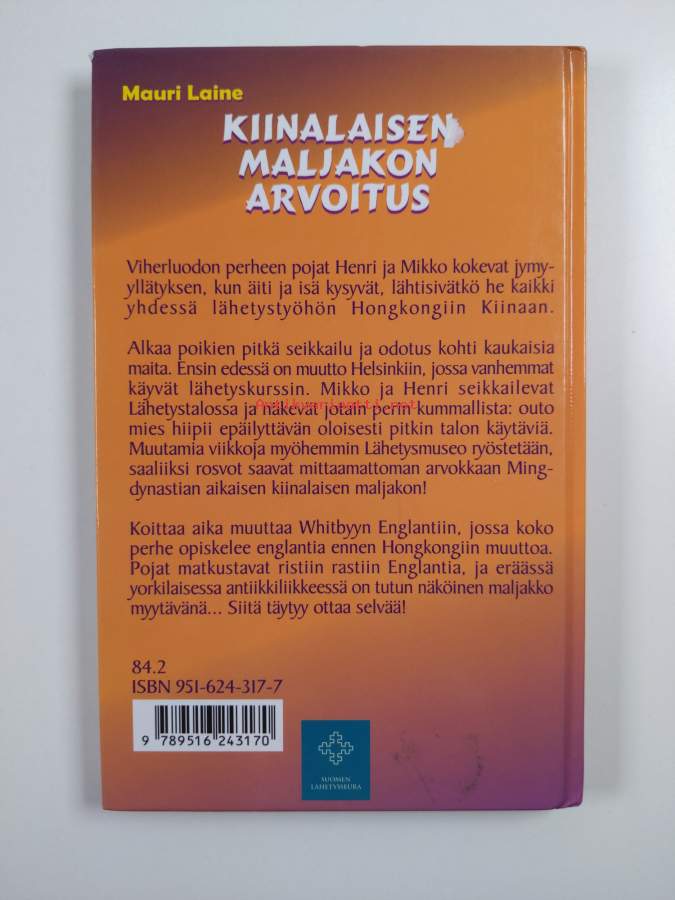 Mauri Laine
KIINALAISEN
MALJAKON
ARVOITUS
Viherluodon perheen pojat Henri ja Mikko kokevat jymy-
yllätyksen, kun äiti ja isä kysyvät, lähtisivätkö he kaikki
yhdessä lähetystyöhön Hongkongiin Kiinaan.
Alkaa poikien pitkä seikkailu ja odotus kohti kaukaisia
maita. Ensin edessä on muutto Helsinkiin, jossa vanhemmat
käyvät lähetyskurssin. Mikko ja Henri seikkailevat
Lähetystalossa ja näkevät jotain perin kummallista: outo
mies hiipii epäilyttävän oloisesti pitkin talon käytäviä.
Muutamia viikkoja myöhemmin Lähetysmuseo ryöstetään,
saaliiksi rosvot saavat mittaamattoman arvokkaan Ming-
dynastian aikaisen kiinalaisen maljakon!
Koittaa aika muuttaa Whitbyyn Englantiin, jossa koko
perhe opiskelee englantia ennen Hongkongiin muuttoa.
Pojat matkustavat ristiin rastiin Englantia, ja eräässä
yorkilaisessa antiikkiliikkeessä on tutun näköinen maljakko
myytävänä... Siitä täytyy ottaa selvää!
84.2
ISBN 951-624-317-7
9 789516 243170
SUOMEN
LÄHETYSSEURA
Antikvariaatti.net